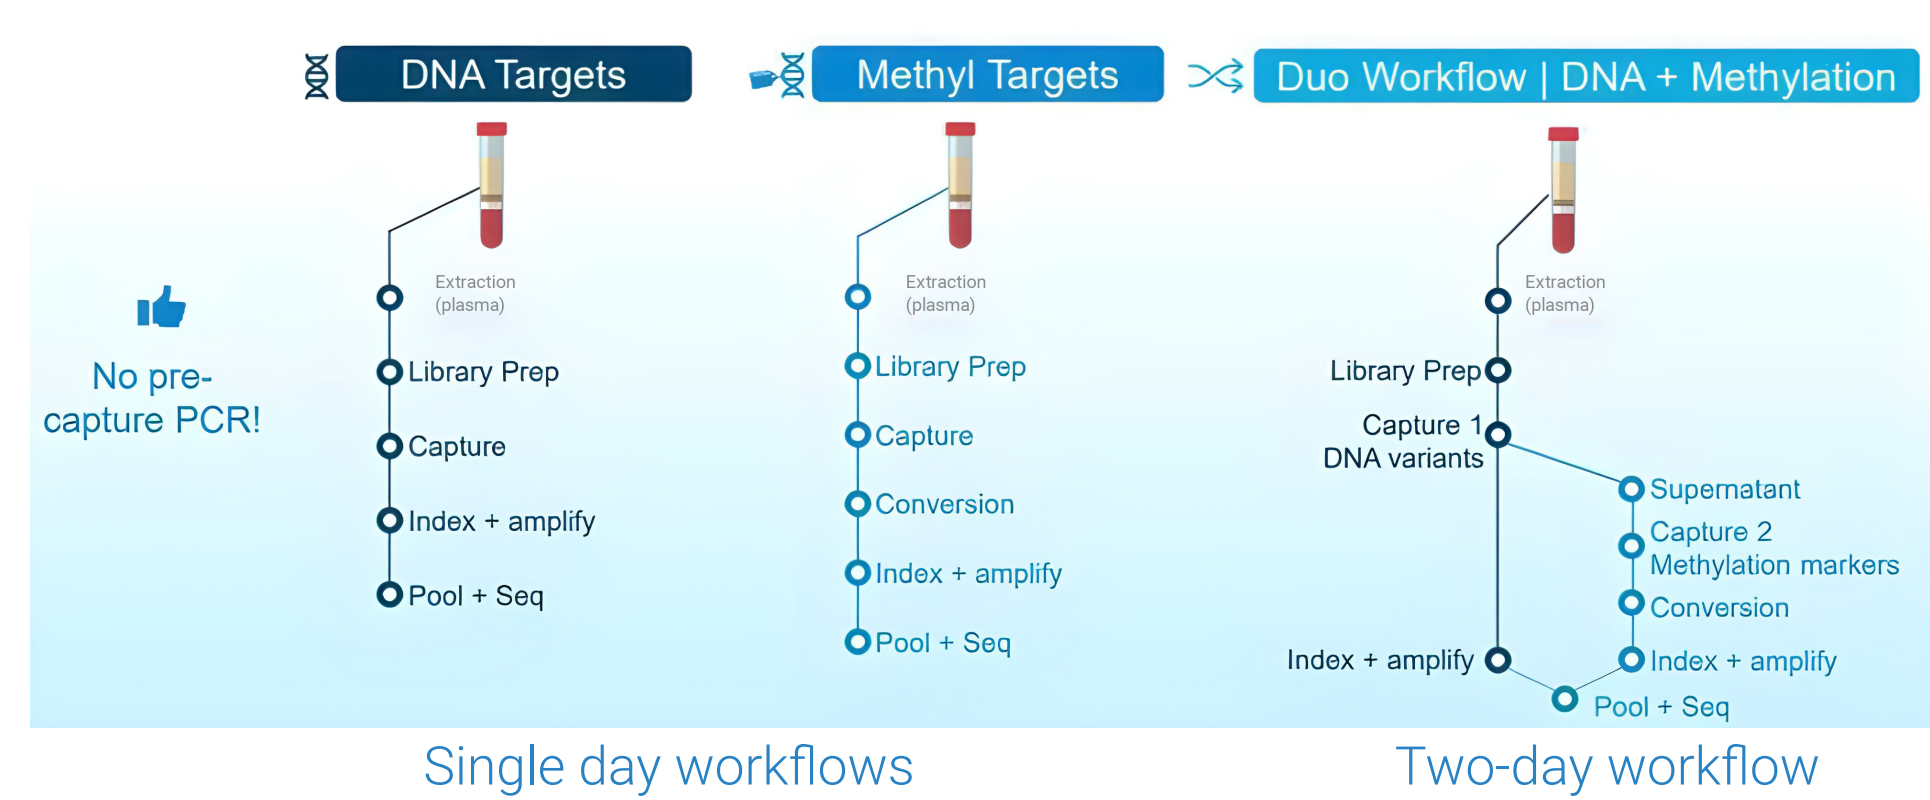 DNA Targets
Methyl Targets
Duo Workflow | DNA + Methylation
No pre-
capture PCR!
Extraction
(plasma)
Library Prep
Capture
Index + amplify
Pool + Seq
Extraction
(plasma)
Library Prep
Capture
Conversion
Index + amplify
Pool + Seq
Extraction
(plasma)
Library Prep
Capture 1
DNA variants
Supernatant
Capture 2
Methylation markers
Conversion
Index + amplify
Index + amplify
Pool + Seq
Single day workflows
Two-day workflow